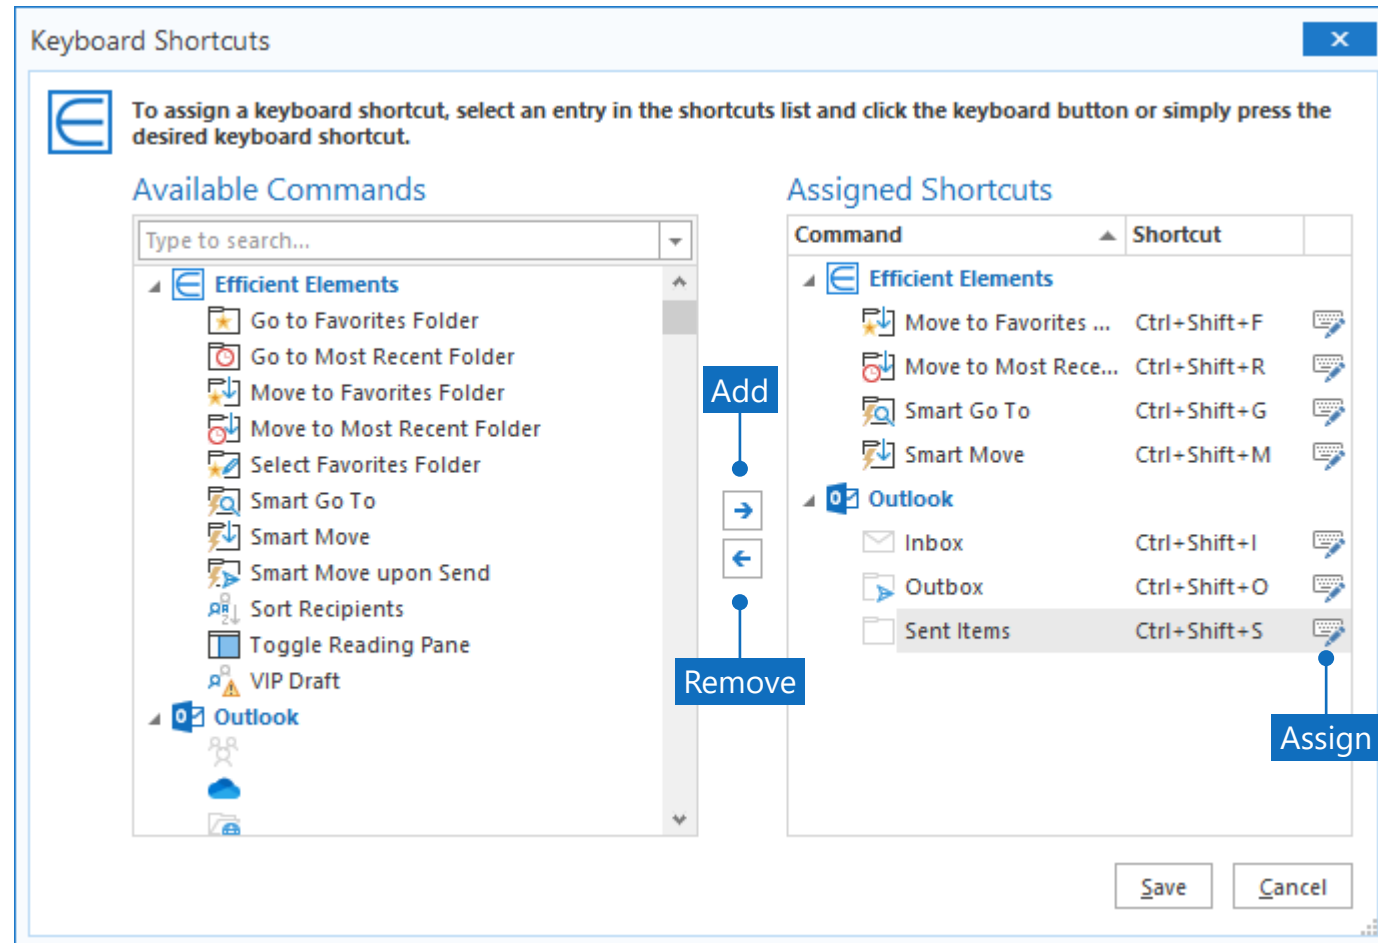 Keyboard Shortcuts
To assign a keyboard shortcut, select an entry in the shortcuts list and click the keyboard button or simply press the
desired keyboard shortcut.
Available Commands
Type to search...
Efficient Elements
Go to Favorites Folder
Go to Most Recent Folder
Move to Favorites Folder
Move to Most Recent Folder
Select Favorites Folder
Smart Go To
Smart Move
Smart Move upon Send
Sort Recipients
Toggle Reading Pane
VIP Draft
Outlook
Add
Remove
Assigned Shortcuts
Command Shortcut
Efficient Elements
Move to Favorites ... Ctrl+Shift+F
Move to Most Rece... Ctrl+Shift+R
Smart Go To Ctrl+Shift+G
Smart Move Ctrl+Shift+M
Outlook
Inbox Ctrl+Shift+I
Outbox Ctrl+Shift+O
Sent Items Ctrl+Shift+S
Assign
Save Cancel